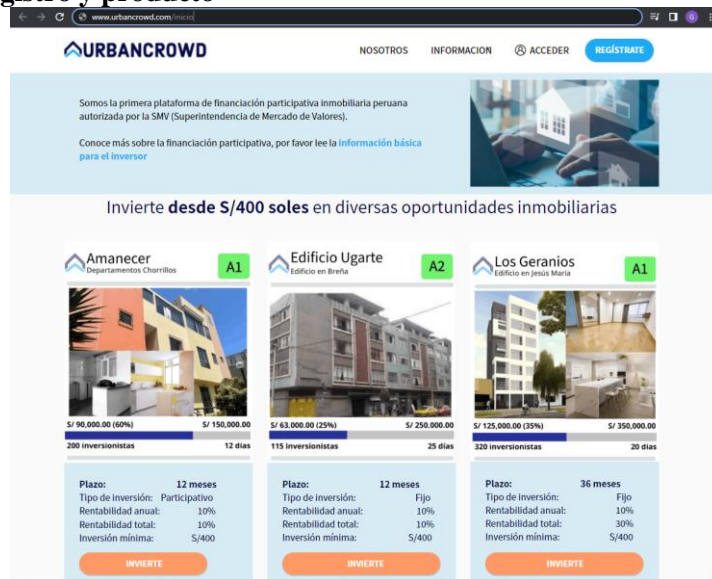 gistro y producto
www.urbancrowd.com/inicio
G
URBANCROWD
NOSOTROS INFORMACION ACCEDER REGÍSTRATE
Somos la primera plataforma de financiación participativa inmobiliaria peruana
autorizada por la SMV (Superintendencia de Mercado de Valores).
Conoce más sobre la financiación participativa, por favor lee la información básica
para el inversor
Invierte desde S/400 soles en diversas oportunidades inmobiliarias
Amanecer
Departamentos Chorrillos
A1
S/ 90,000.00 (60%) S/ 150,000.00
200 inversionistas 12 días
Plazo: 12 meses
Tipo de inversión: Participativo
Rentabilidad anual: 10%
Rentabilidad total: 10%
Inversión mínima: S/400
INVIERTE
Edificio Ugarte
Edificio en Breña
A2
S/ 63,000.00 (25%) S/ 250,000.00
115 inversionistas 25 días
Plazo: 12 meses
Tipo de inversión: Fijo
Rentabilidad anual: 10%
Rentabilidad total: 10%
Inversión mínima: S/400
INVIERTE
Los Geranios
Edificio en Jesús María
A1
S/ 125,000.00 (35%) S/ 350,000.00
320 inversionistas 20 días
Plazo: 36 meses
Tipo de inversión: Fijo
Rentabilidad anual: 10%
Rentabilidad total: 30%
Inversión mínima: S/400
INVIERTE